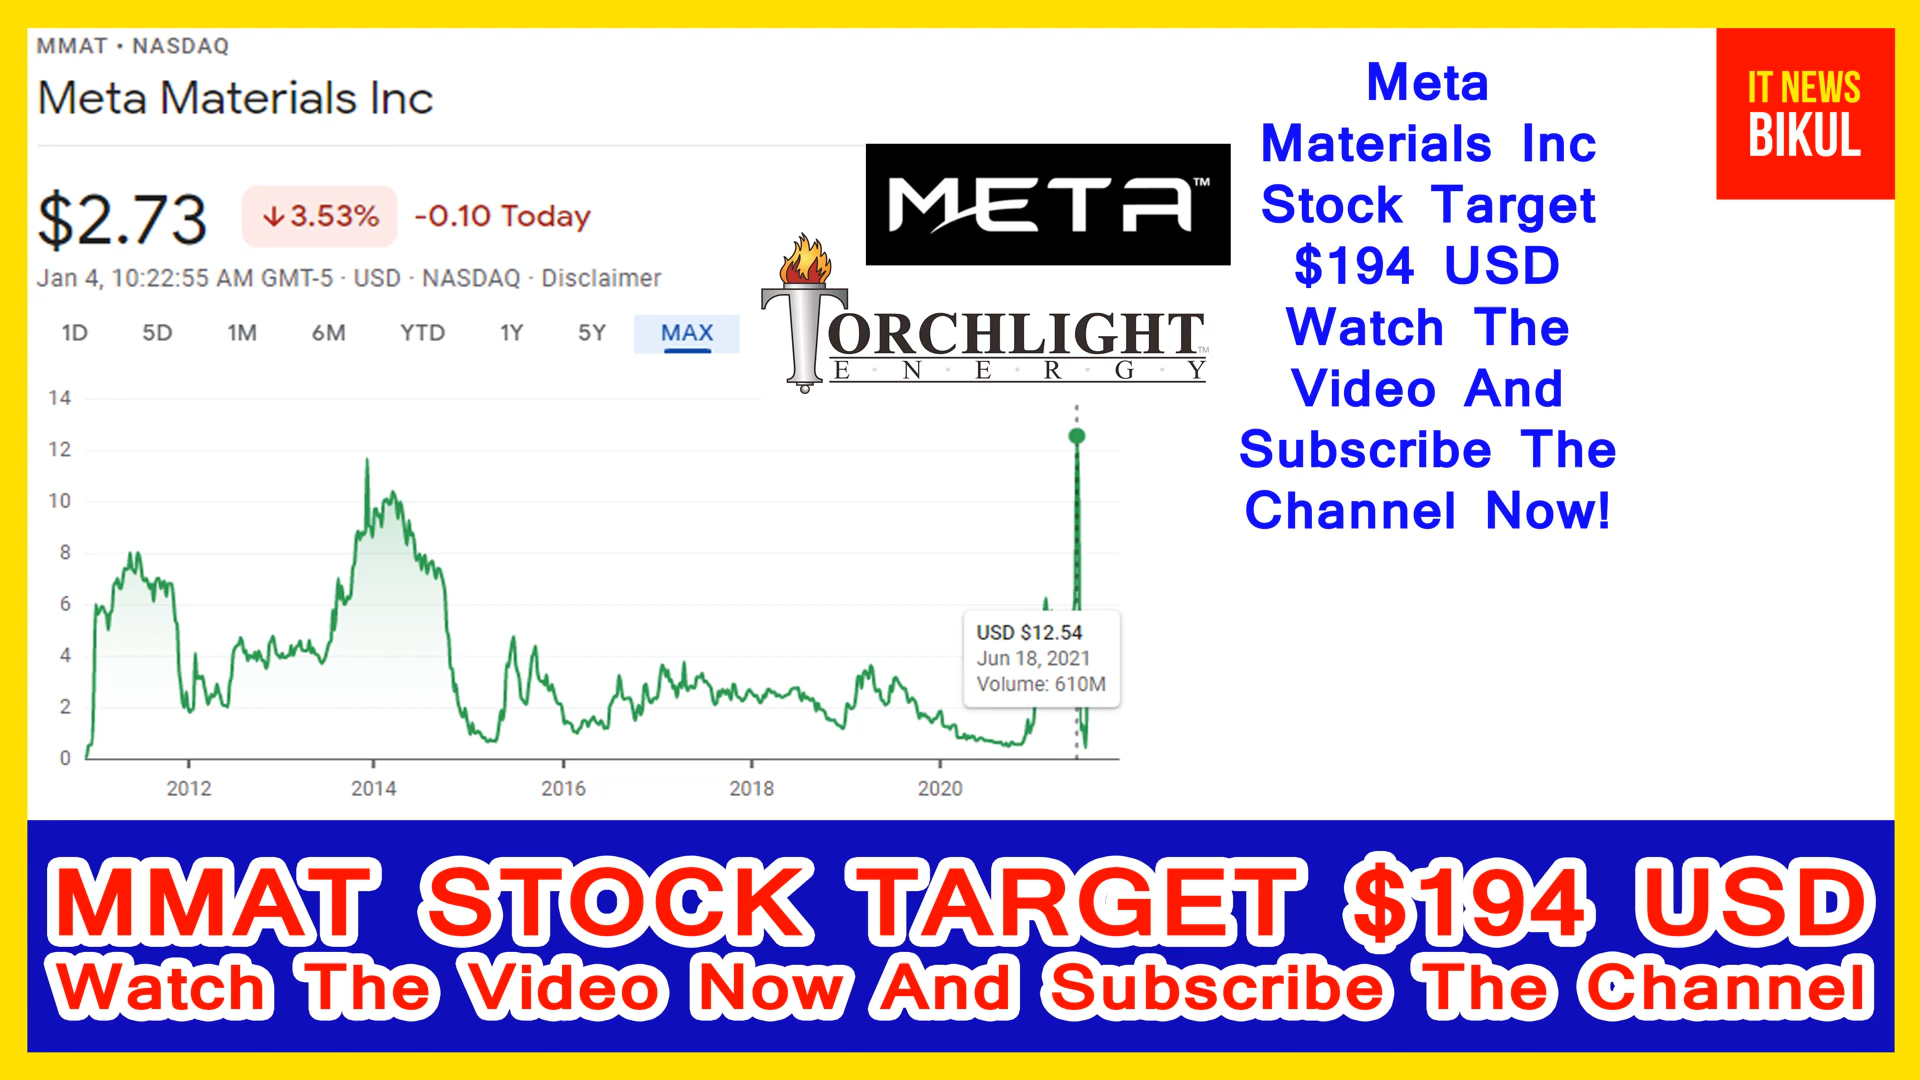 MMAT • NASDAQ
Meta Materials Inc
$2.73 ↓3.53% -0.10 Today
Jan 4, 10:22:55 AM GMT-5 · USD · NASDAQ · Disclaimer
1D 5D 1M 6M YTD 1Y 5Y MAX
META™
TORCHLIGHT™
E·N·E·R·G·Y
14
12
10
8
6
4
2
0
2012 2014 2016 2018 2020
USD $12.54
Jun 18, 2021
Volume: 610M
Meta
Materials Inc
Stock Target
$194 USD
Watch The
Video And
Subscribe The
Channel Now!
IT NEWS
BIKUL
MMAT STOCK TARGET $194 USD
Watch The Video Now And Subscribe The Channel